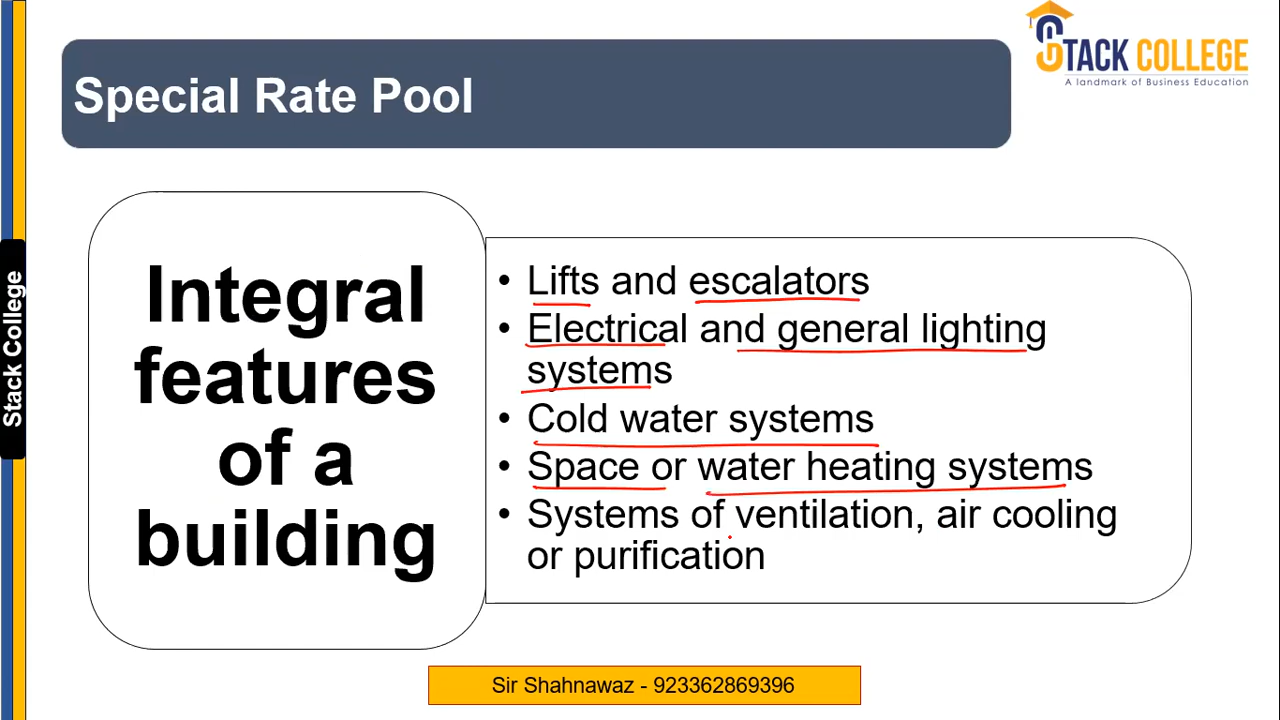 STACK COLLEGE
A landmark of Business Education
Special Rate Pool
Stack College
Integral
features
of a
building
• Lifts and escalators
• Electrical and general lighting
systems
• Cold water systems
• Space or water heating systems
• Systems of ventilation, air cooling
or purification
Sir Shahnawaz - 923362869396